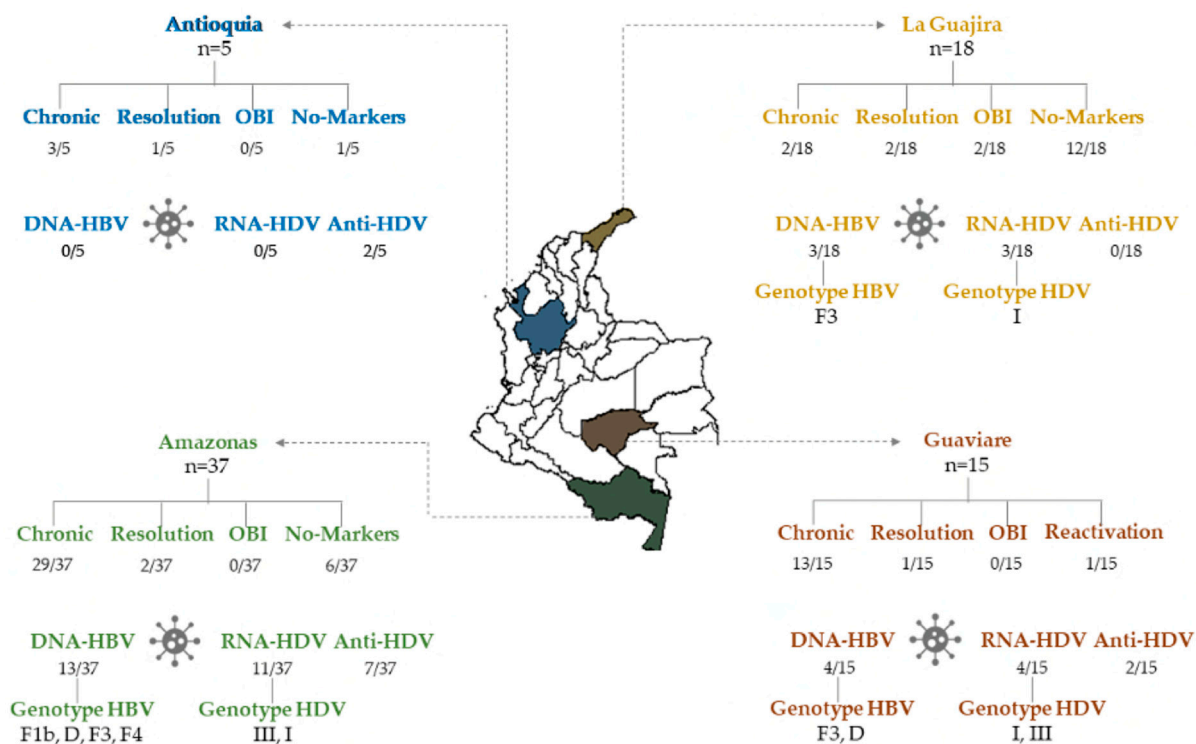 Antioquia
n=5
Chronic Resolution OBI No-Markers
3/5 1/5 0/5 1/5
DNA-HBV RNA-HDV Anti-HDV
0/5 0/5 2/5
La Guajira
n=18
Chronic Resolution OBI No-Markers
2/18 2/18 2/18 12/18
DNA-HBV RNA-HDV Anti-HDV
3/18 3/18 0/18
Genotype HBV Genotype HDV
F3 I
Amazonas
n=37
Chronic Resolution OBI No-Markers
29/37 2/37 0/37 6/37
DNA-HBV RNA-HDV Anti-HDV
13/37 11/37 7/37
Genotype HBV Genotype HDV
F1b, D, F3, F4 III, I
Guaviare
n=15
Chronic Resolution OBI Reactivation
13/15 1/15 0/15 1/15
DNA-HBV RNA-HDV Anti-HDV
4/15 4/15 2/15
Genotype HBV Genotype HDV
F3, D I, III